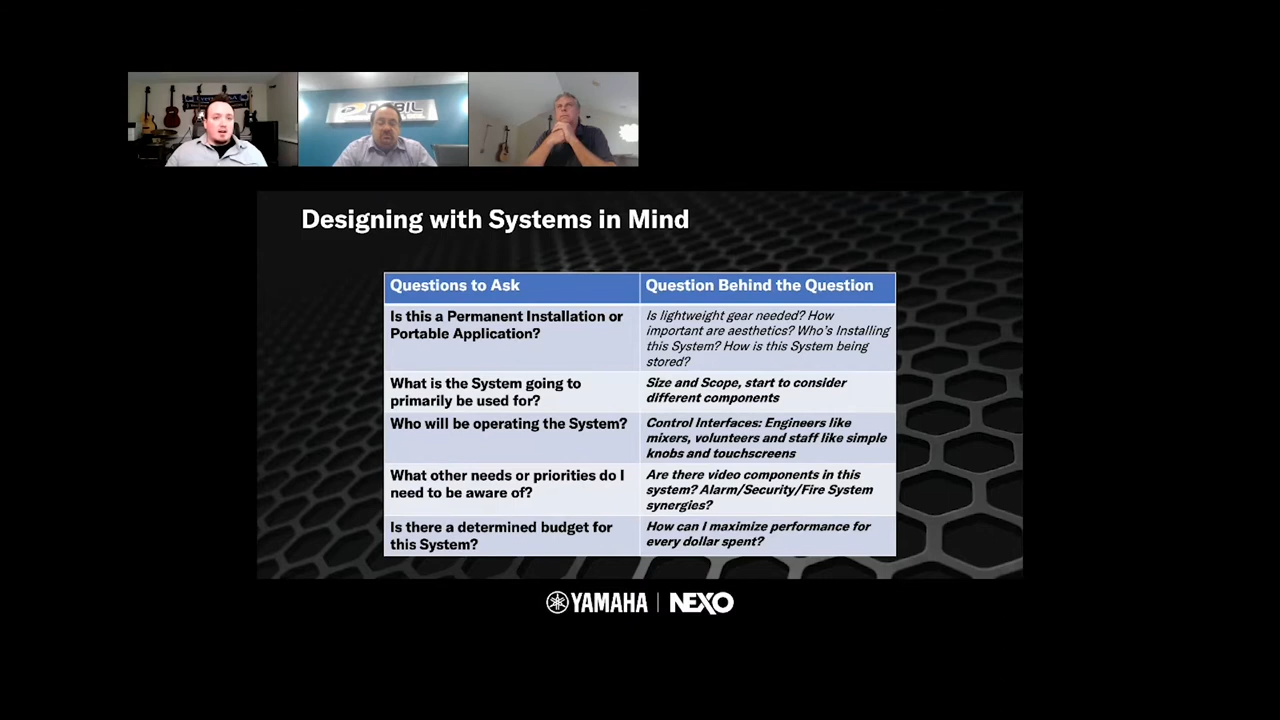 Designing with Systems in Mind
Questions to Ask
Question Behind the Question
Is this a Permanent Installation or
Portable Application?
Is lightweight gear needed? How
important are aesthetics? Who's Installing
this System? How is this System being
stored?
What is the System going to
primarily be used for?
Size and Scope, start to consider
different components
Who will be operating the System?
Control Interfaces: Engineers like
mixers, volunteers and staff like simple
knobs and touchscreens
What other needs or priorities do I
need to be aware of?
Are there video components in this
system? Alarm/Security/Fire System
synergies?
Is there a determined budget for
this System?
How can I maximize performance for
every dollar spent?
YAMAHA | NEXO